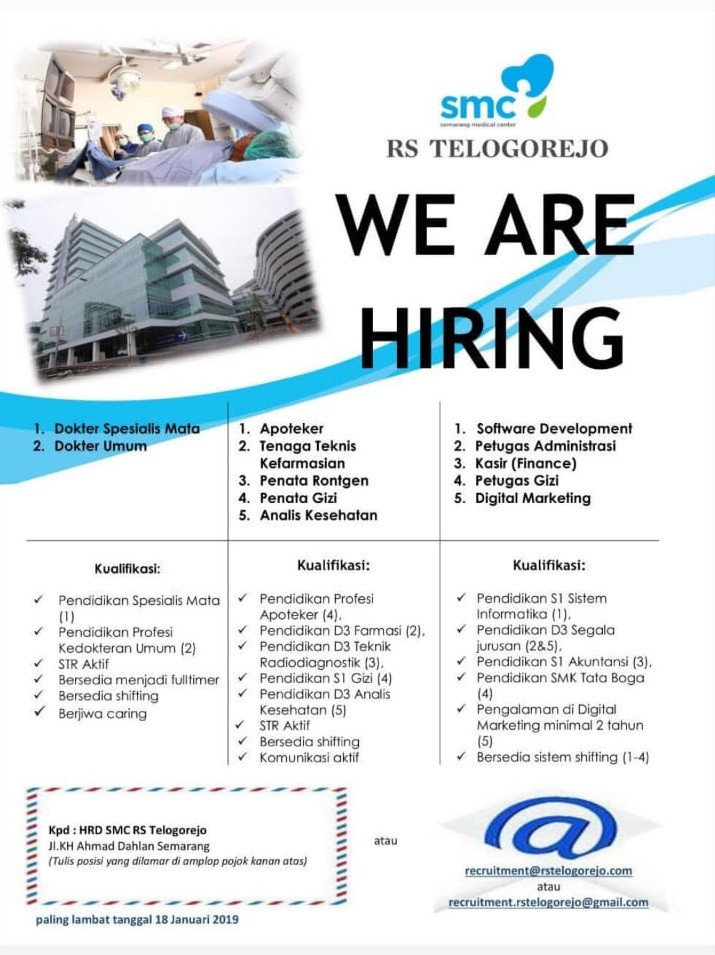 smc
semarang medical center
RS TELOGOREJO
WE ARE
HIRING
1. Dokter Spesialis Mata
2. Dokter Umum
1. Apoteker
2. Tenaga Teknis
Kefarmasian
3. Penata Rontgen
4. Penata Gizi
5. Analis Kesehatan
1. Software Development
2. Petugas Administrasi
3. Kasir (Finance)
4. Petugas Gizi
5. Digital Marketing
Kualifikasi:
✓ Pendidikan Spesialis Mata
(1)
✓ Pendidikan Profesi
Kedokteran Umum (2)
✓ STR Aktif
✓ Bersedia menjadi fulltimer
✓ Bersedia shifting
✓ Berjiwa caring
Kualifikasi:
✓ Pendidikan Profesi
Apoteker (4),
✓ Pendidikan D3 Farmasi (2),
✓ Pendidikan D3 Teknik
Radiodiagnostik (3),
✓ Pendidikan S1 Gizi (4)
✓ Pendidikan D3 Analis
Kesehatan (5)
✓ STR Aktif
✓ Bersedia shifting
✓ Komunikasi aktif
Kualifikasi:
✓ Pendidikan S1 Sistem
Informatika (1),
✓ Pendidikan D3 Segala
jurusan (2&5),
✓ Pendidikan S1 Akuntansi (3),
✓ Pendidikan SMK Tata Boga
(4)
✓ Pengalaman di Digital
Marketing minimal 2 tahun
(5)
✓ Bersedia sistem shifting (1-4)
Kpd : HRD SMC RS Telogorejo
Jl.KH Ahmad Dahlan Semarang
(Tulis posisi yang dilamar di amplop pojok kanan atas)
atau
@
recruitment@rstelogorejo.com
atau
recruitment.rstelogorejo@gmail.com
paling lambat tanggal 18 Januari 2019